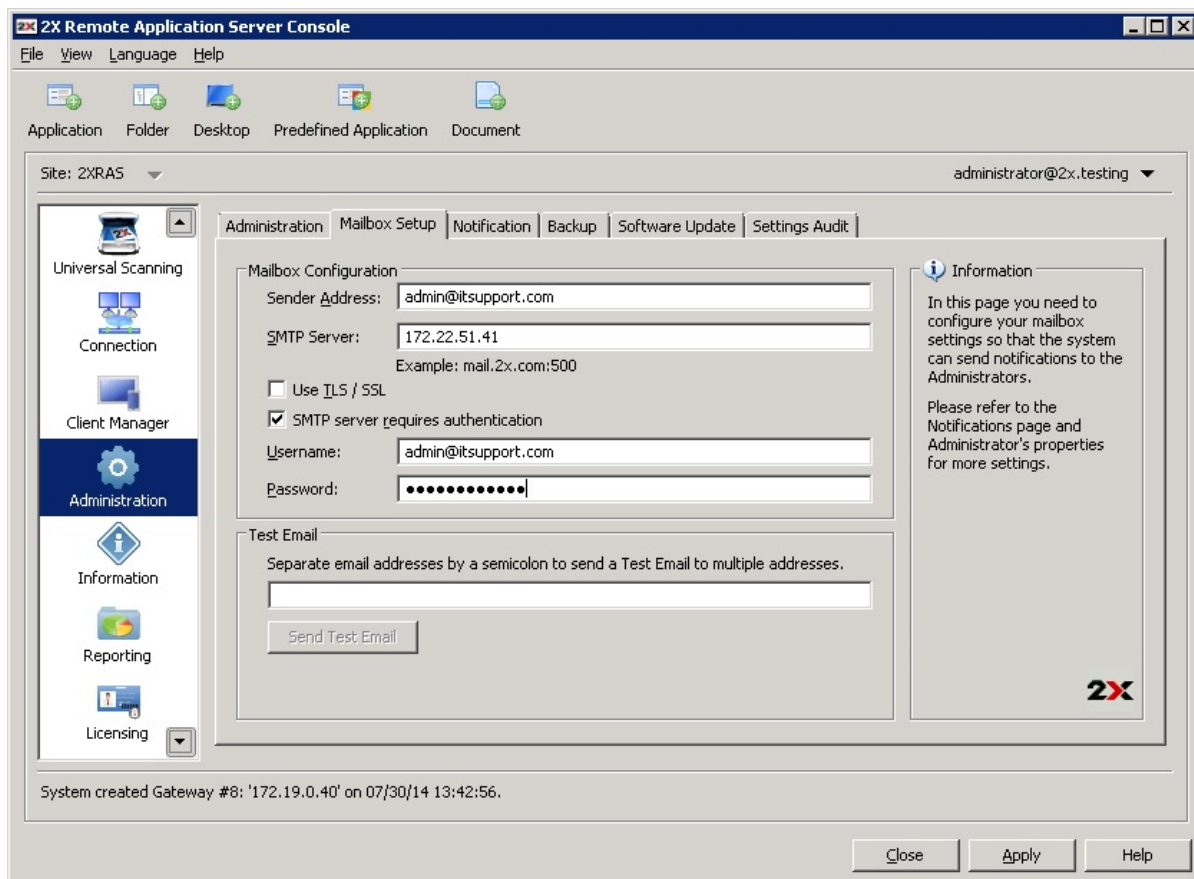 2X Remote Application Server Console
File View Language Help
Application Folder Desktop Predefined Application Document
Site: 2XRAS
administrator@2x.testing
Universal Scanning
Connection
Client Manager
Administration
Information
Reporting
Licensing
Administration Mailbox Setup Notification Backup Software Update Settings Audit
Mailbox Configuration
Sender Address: admin@itsupport.com
SMTP Server: 172.22.51.41
Example: mail.2x.com:500
Use TLS / SSL
SMTP server requires authentication
Username: admin@itsupport.com
Password: ●●●●●●●●●●●●
Test Email
Separate email addresses by a semicolon to send a Test Email to multiple addresses.
Send Test Email
Information
In this page you need to
configure your mailbox
settings so that the system
can send notifications to the
Administrators.
Please refer to the
Notifications page and
Administrator's properties
for more settings.
2X
System created Gateway #8: '172.19.0.40' on 07/30/14 13:42:56.
Close Apply Help